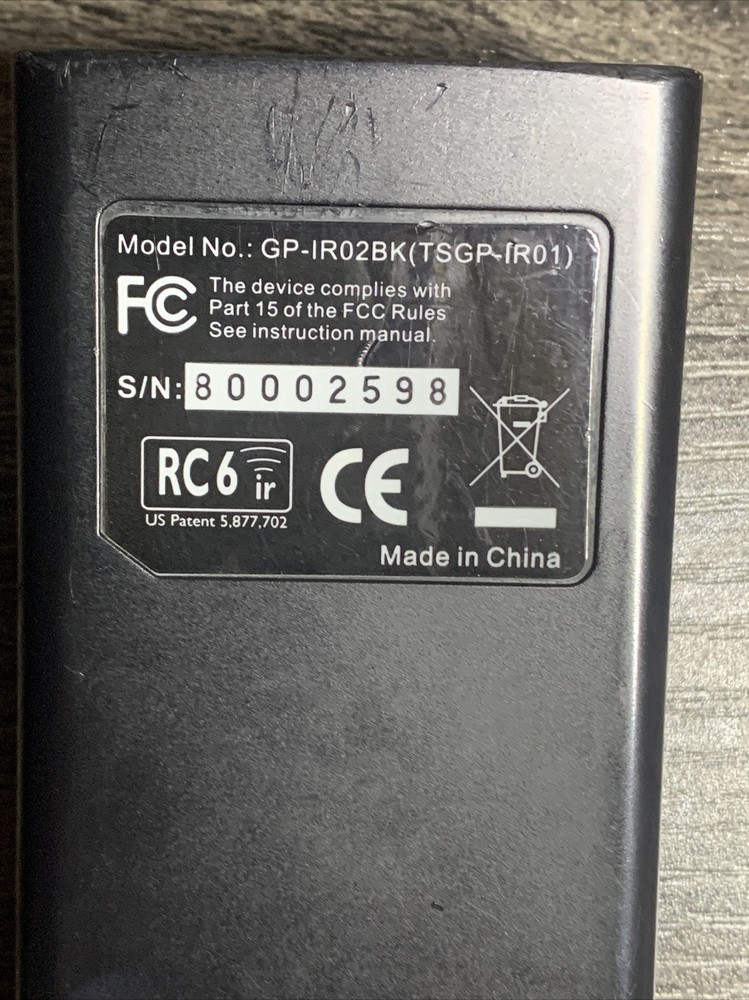 Model No.: GP-IR02BK(TSGP-IR01)
FC
The device complies with
Part 15 of the FCC Rules
See instruction manual.
S/N: 80002598
RC6 ir
US Patent 5,877,702
CE
Made in China